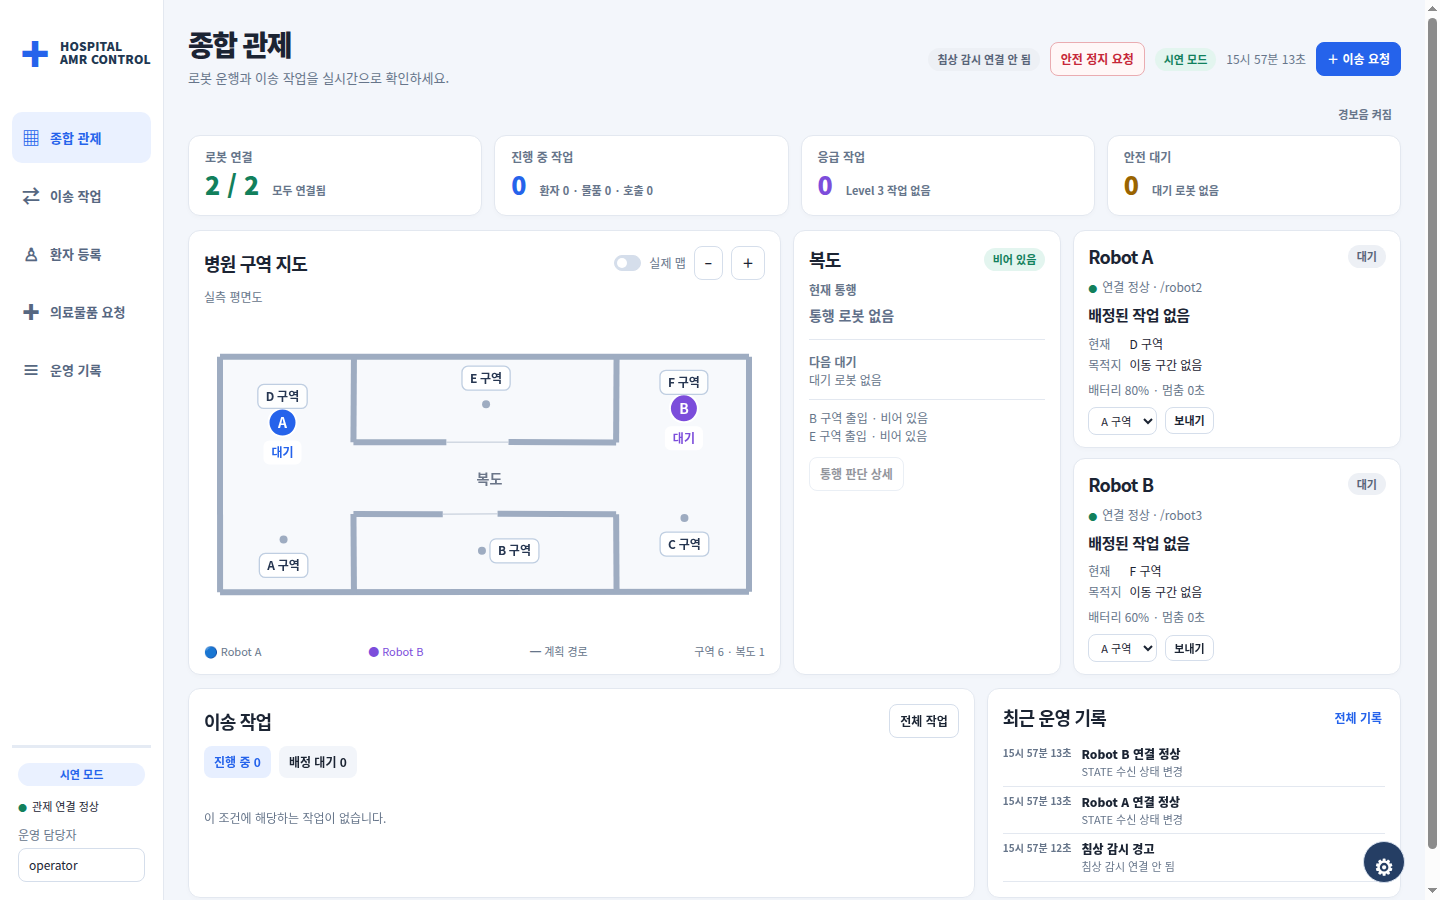 HOSPITAL
AMR CONTROL
종합 관제
이송 작업
환자 등록
의료물품 요청
운영 기록
시연 모드
관제 연결 정상
운영 담당자
operator
종합 관제
로봇 운행과 이송 작업을 실시간으로 확인하세요.
침상 감시 연결 안 됨
안전 정지 요청
시연 모드
15시 57분 13초
+ 이송 요청
경보음 켜짐
로봇 연결
2 / 2 모두 연결됨
진행 중 작업
0 환자 0 · 물품 0 · 호출 0
응급 작업
0 Level 3 작업 없음
안전 대기
0 대기 로봇 없음
병원 구역 지도
실제 맵
-
+
실측 평면도
D 구역
A
대기
E 구역
F 구역
B
대기
복도
A 구역
B 구역
C 구역
Robot A
Robot B
계획 경로
구역 6 · 복도 1
복도
비어 있음
현재 통행
통행 로봇 없음
다음 대기
대기 로봇 없음
B 구역 출입 · 비어 있음
E 구역 출입 · 비어 있음
통행 판단 상세
Robot A
대기
연결 정상 · /robot2
배정된 작업 없음
현재 D 구역
목적지 이동 구간 없음
배터리 80% · 멈춤 0초
A 구역
보내기
Robot B
대기
연결 정상 · /robot3
배정된 작업 없음
현재 F 구역
목적지 이동 구간 없음
배터리 60% · 멈춤 0초
A 구역
보내기
이송 작업
전체 작업
진행 중 0
배정 대기 0
이 조건에 해당하는 작업이 없습니다.
최근 운영 기록
전체 기록
15시 57분 13초 Robot B 연결 정상
STATE 수신 상태 변경
15시 57분 13초 Robot A 연결 정상
STATE 수신 상태 변경
15시 57분 12초 침상 감시 경고
침상 감시 연결 안 됨